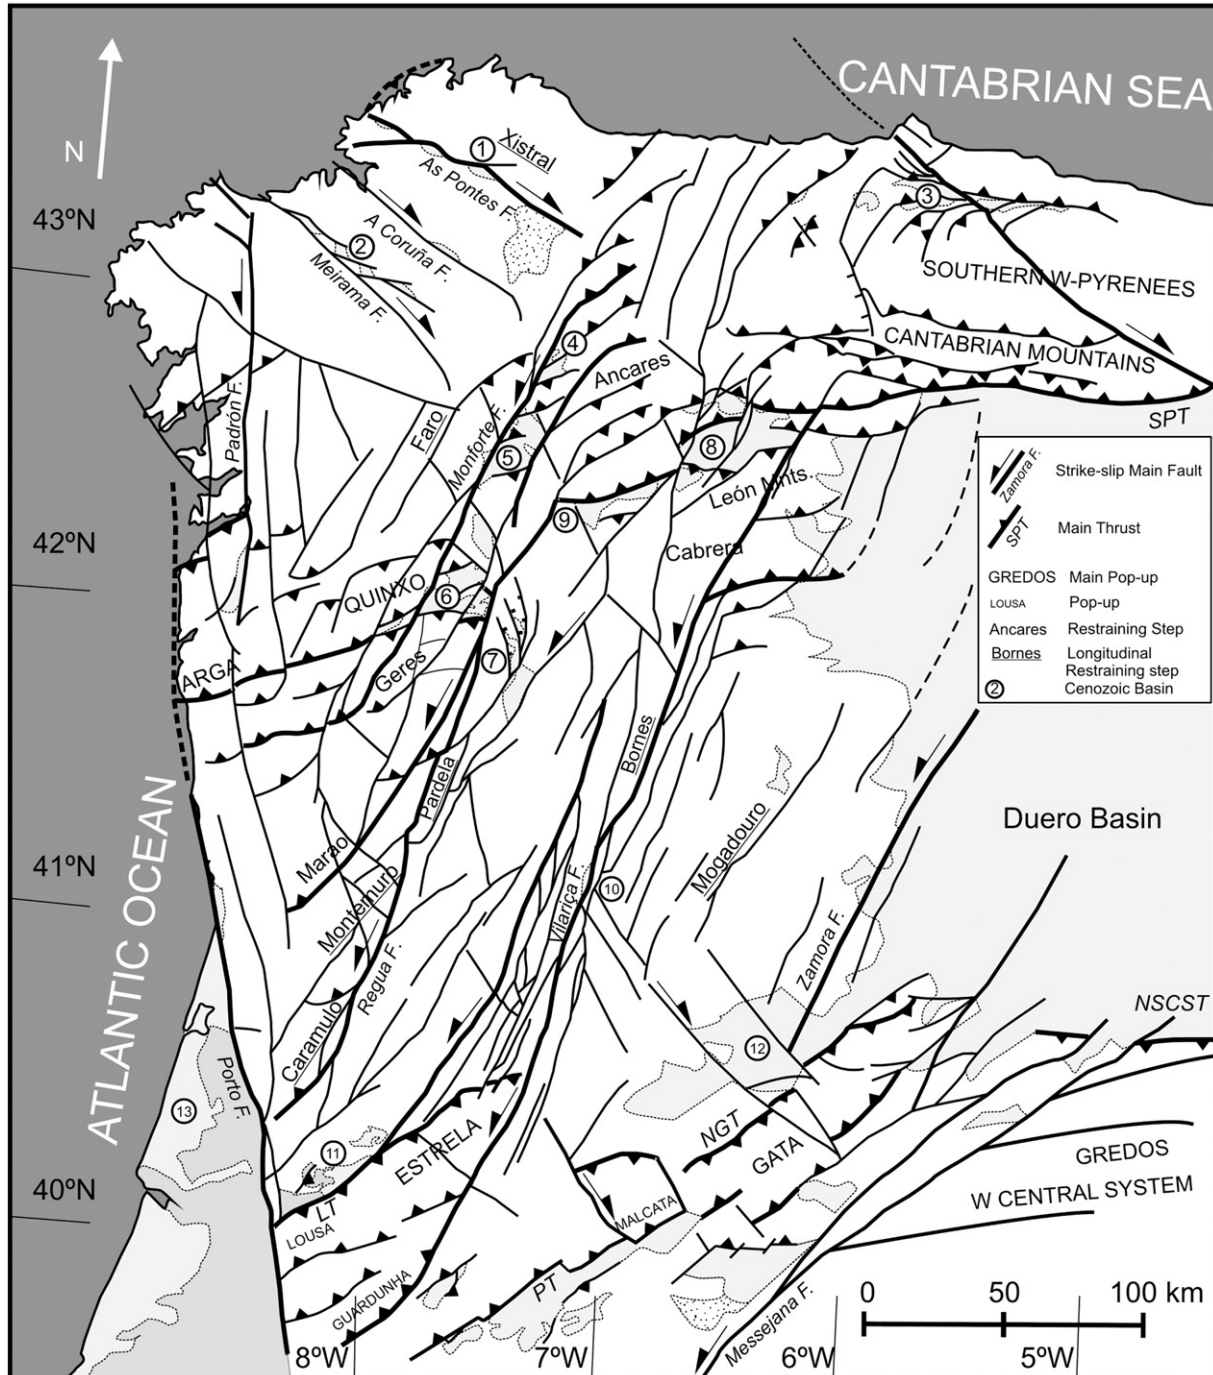 CANTABRIAN SEA
N
1
Xistral
As Pontes F.
3
43ºN
2
A Coruña F.
Meirama F.
SOUTHERN W-PYRENEES
CANTABRIAN MOUNTAINS
4
Ancares
Padrón F.
Faro
Monforte F.
SPT
5
8
León Mnts.
9
Zamora F.
Strike-slip Main Fault
SPT
Main Thrust
GREDOS Main Pop-up
LOUSA Pop-up
Ancares Restraining Step
Bornes Longitudinal
Restraining step
2 Cenozoic Basin
42ºN
Cabrera
QUINXO
6
7
ARGA
Geres
Bornes
Pardela
Mogadouro
Duero Basin
41ºN
Marao
Montemuro
10
Vilariça F.
Zamora F.
ATLANTIC OCEAN
Regua F.
Caramulo
NSCST
12
13
Porto F.
11
ESTRELA
NGT
GATA
GREDOS
W CENTRAL SYSTEM
40ºN
LT
LOUSA
MALCATA
GUARDUNHA
PT
Messejana F.
0 50 100 km
8ºW 7ºW 6ºW 5ºW